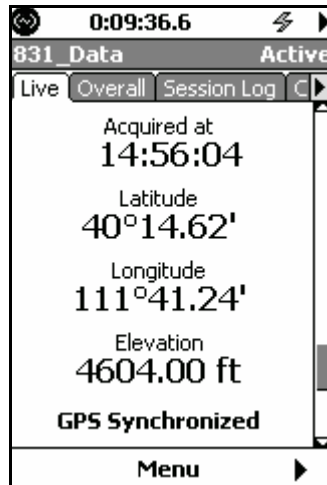 0:09:36.6
831_Data Active
Live Overall Session Log C
Acquired at
14:56:04
Latitude
40°14.62'
Longitude
111°41.24'
Elevation
4604.00 ft
GPS Synchronized
Menu